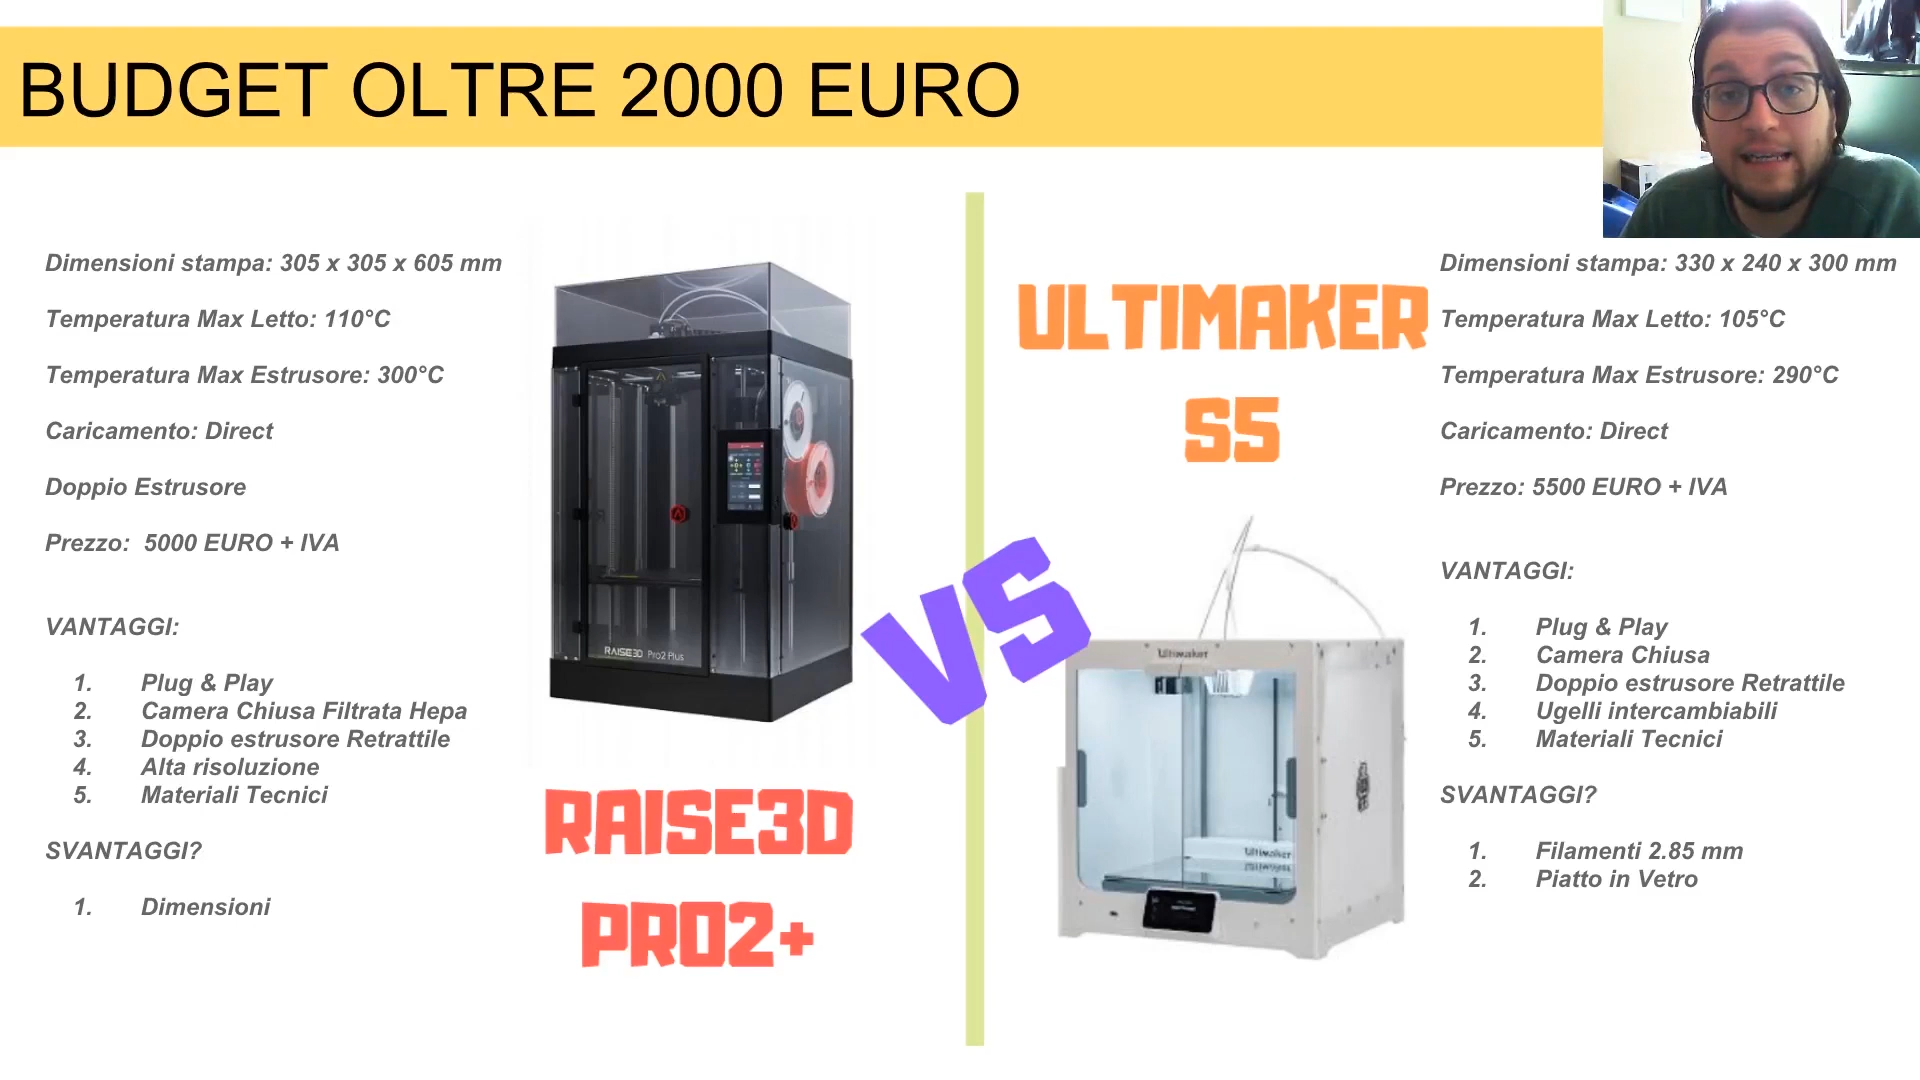 BUDGET OLTRE 2000 EURO
Dimensioni stampa: 305 x 305 x 605 mm
Temperatura Max Letto: 110°C
Temperatura Max Estrusore: 300°C
Caricamento: Direct
Doppio Estrusore
Prezzo:  5000 EURO + IVA
VANTAGGI:
1. Plug & Play
2. Camera Chiusa Filtrata Hepa
3. Doppio estrusore Retrattile
4. Alta risoluzione
5. Materiali Tecnici
SVANTAGGI?
1. Dimensioni
RAISE3D Pro2 Plus
RAISE3D
PRO2+
VS
ULTIMAKER
S5
Ultimaker
Ultimaker
Dimensioni stampa: 330 x 240 x 300 mm
Temperatura Max Letto: 105°C
Temperatura Max Estrusore: 290°C
Caricamento: Direct
Prezzo: 5500 EURO + IVA
VANTAGGI:
1. Plug & Play
2. Camera Chiusa
3. Doppio estrusore Retrattile
4. Ugelli intercambiabili
5. Materiali Tecnici
SVANTAGGI?
1. Filamenti 2.85 mm
2. Piatto in Vetro